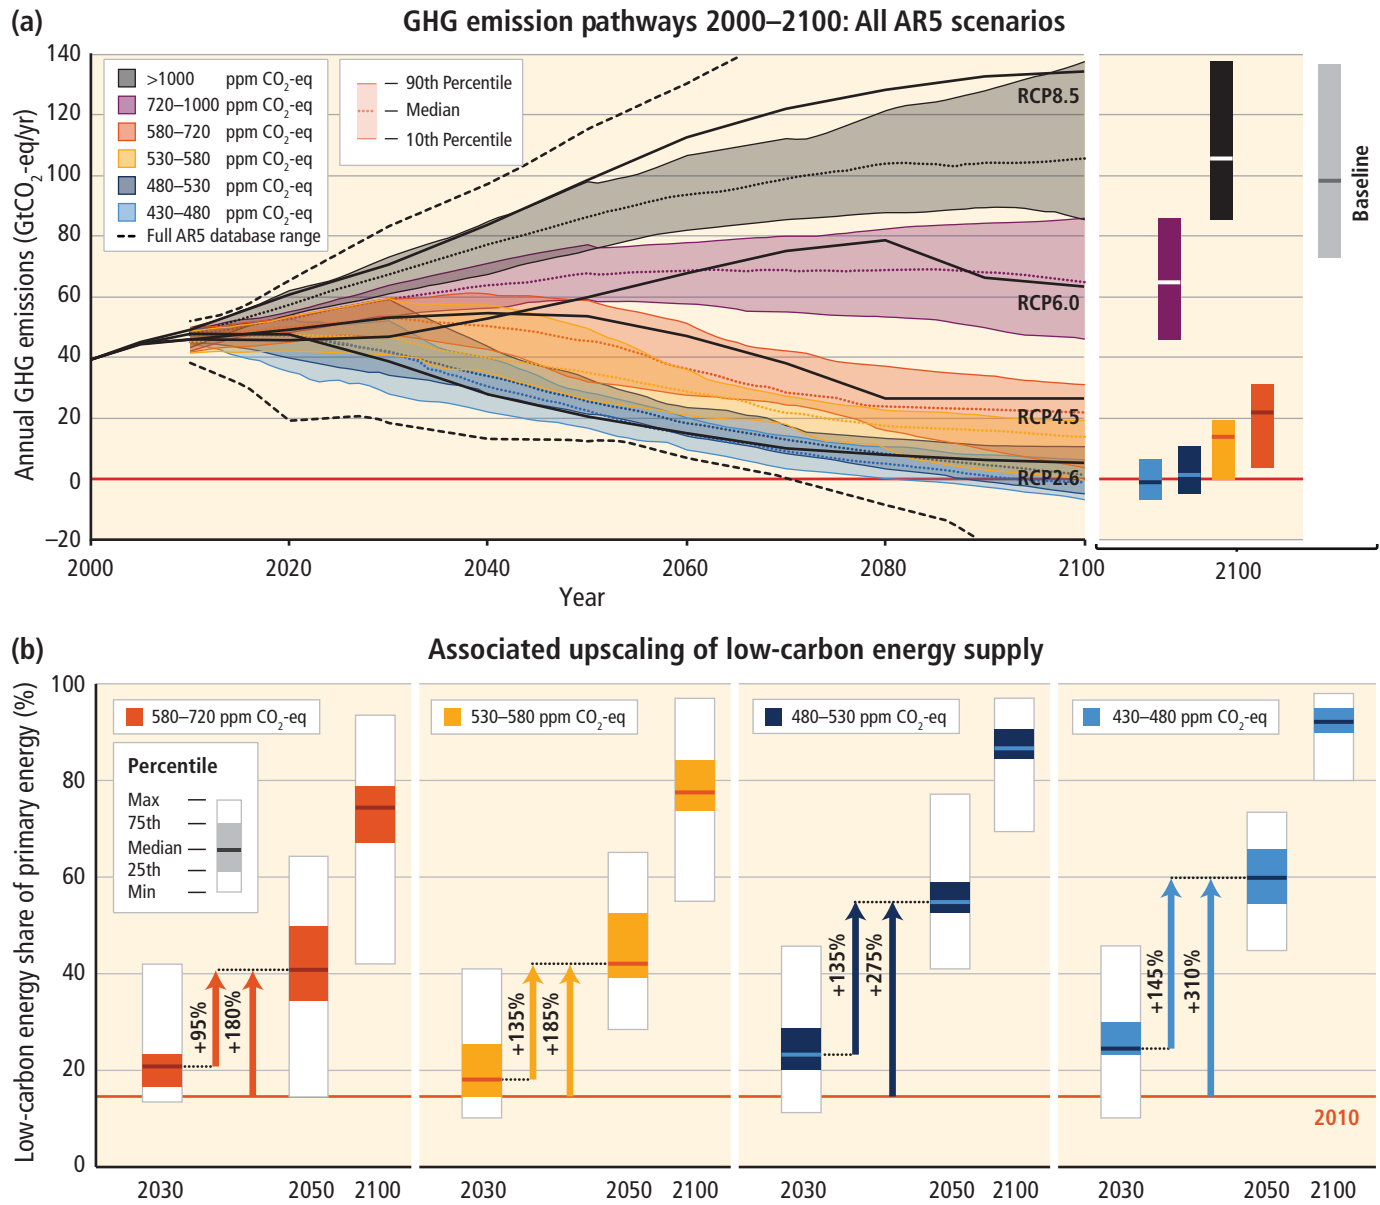 (a)
GHG emission pathways 2000–2100: All AR5 scenarios
Annual GHG emissions (GtCO2-eq/yr)
140
120
100
80
60
40
20
0
–20
>1000 ppm CO2-eq
720–1000 ppm CO2-eq
580–720 ppm CO2-eq
530–580 ppm CO2-eq
480–530 ppm CO2-eq
430–480 ppm CO2-eq
Full AR5 database range
90th Percentile
Median
10th Percentile
RCP8.5
RCP6.0
RCP4.5
RCP2.6
Baseline
2000 2020 2040 2060 2080 2100
2100
Year
(b)
Associated upscaling of low-carbon energy supply
Low-carbon energy share of primary energy (%)
100
80
60
40
20
0
580–720 ppm CO2-eq
Percentile
Max
75th
Median
25th
Min
+95%
+180%
2030 2050 2100
530–580 ppm CO2-eq
+135%
+185%
2030 2050 2100
480–530 ppm CO2-eq
+135%
+275%
2030 2050 2100
430–480 ppm CO2-eq
+145%
+310%
2010
2030 2050 2100